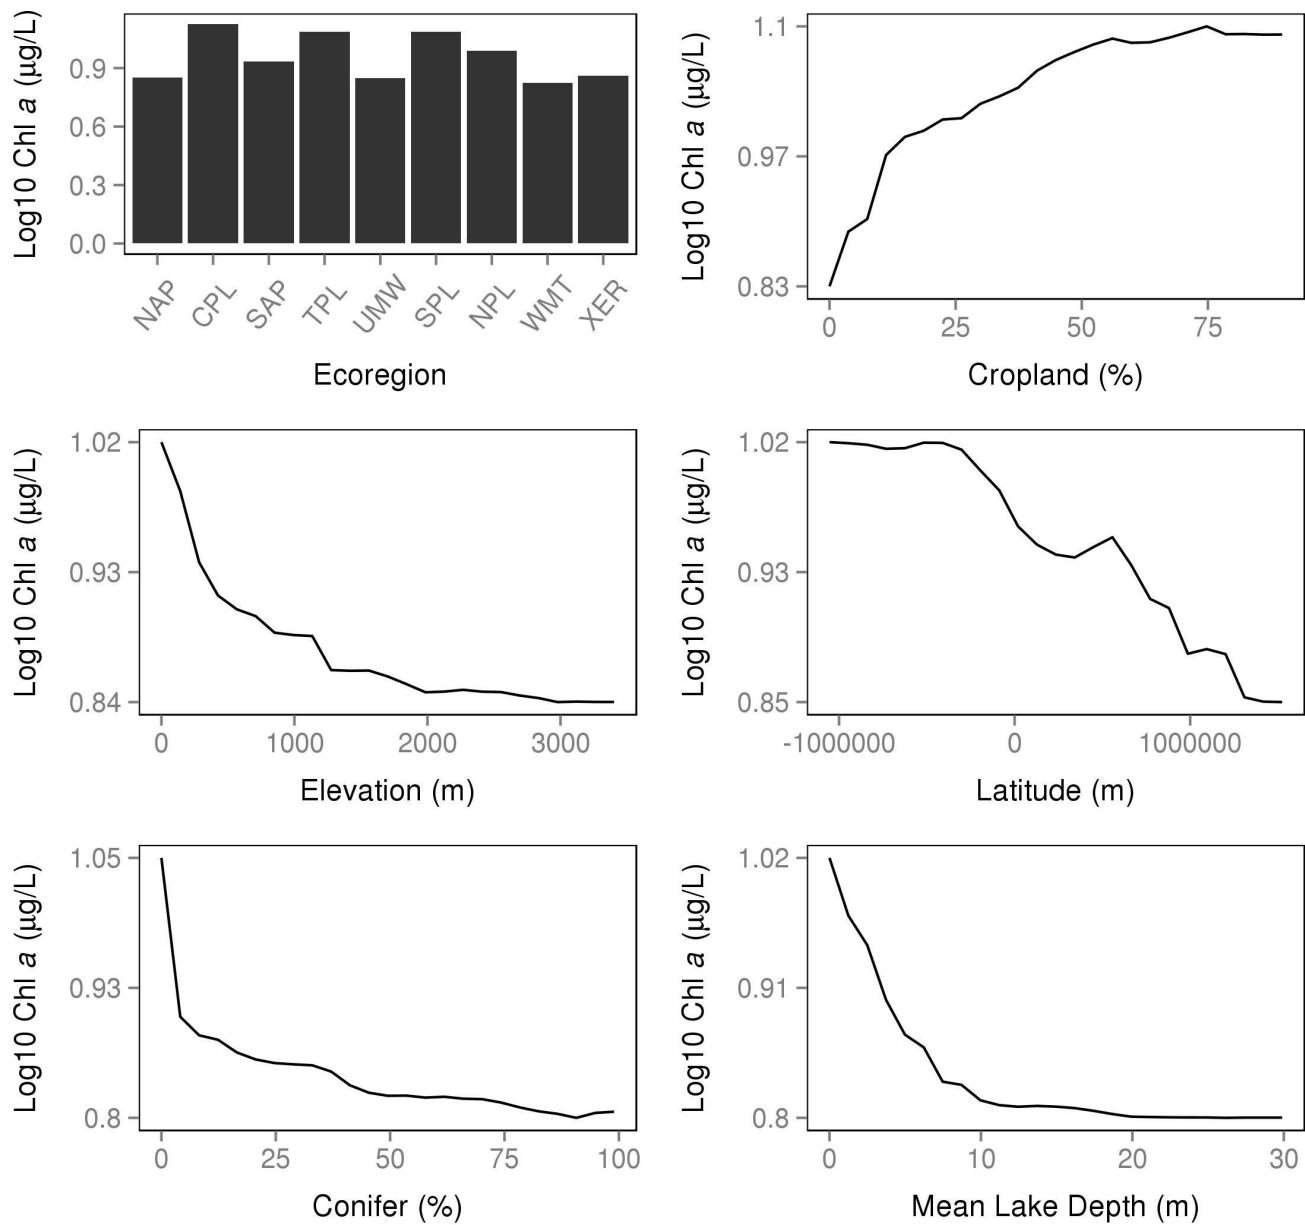 Log10 Chl a (µg/L)
0.9
0.6
0.3
0.0
NAP CPL SAP TPL UMW SPL NPL WMT XER
Ecoregion
Log10 Chl a (µg/L)
1.1
0.97
0.83
0 25 50 75
Cropland (%)
Log10 Chl a (µg/L)
1.02
0.93
0.84
0 1000 2000 3000
Elevation (m)
Log10 Chl a (µg/L)
1.02
0.93
0.85
-1000000 0 1000000
Latitude (m)
Log10 Chl a (µg/L)
1.05
0.93
0.8
0 25 50 75 100
Conifer (%)
Log10 Chl a (µg/L)
1.02
0.91
0.8
0 10 20 30
Mean Lake Depth (m)